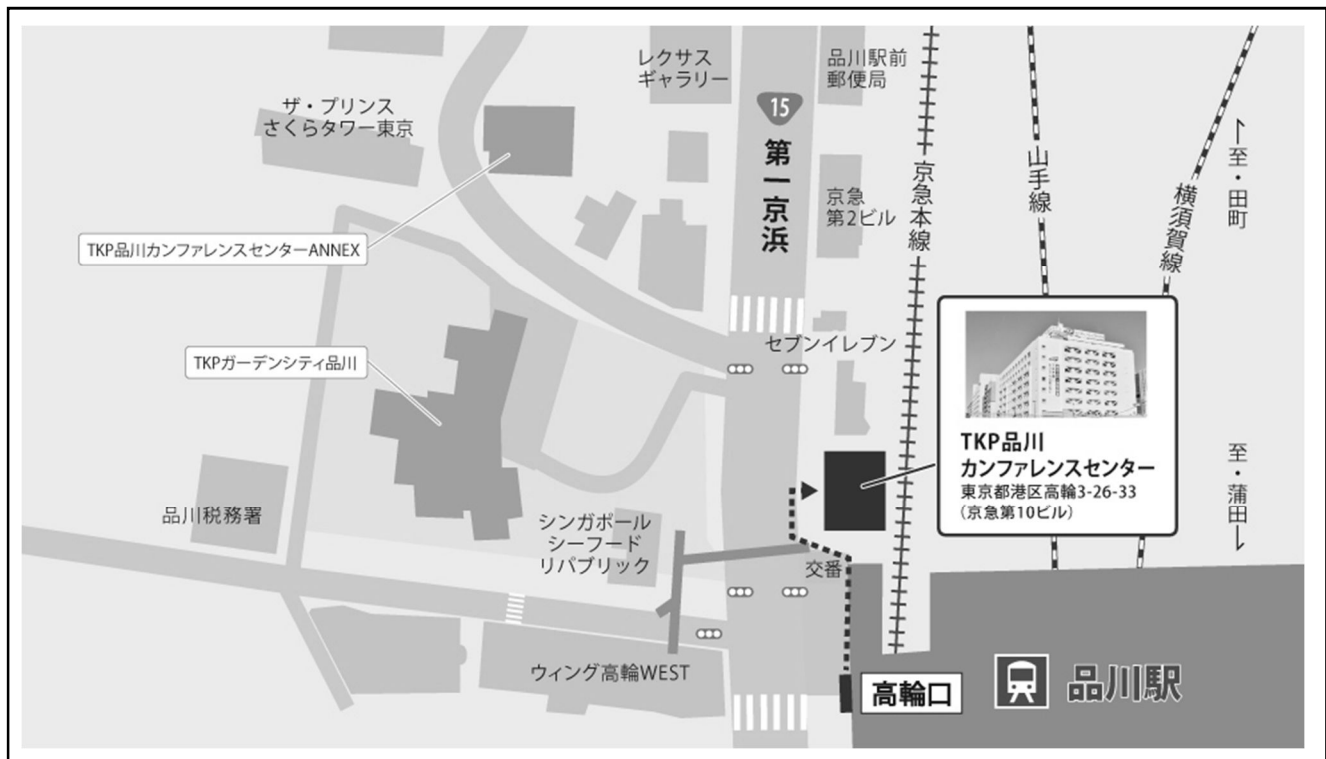 レクサス
ギャラリー
品川駅前
郵便局
ザ・プリンス
さくらタワー東京
15
第一京浜
京急
第2ビル
京急本線
山手線
横須賀線
至・田町
TKP品川カンファレンスセンターANNEX
セブンイレブン
TKPガーデンシティ品川
TKP品川
カンファレンスセンター
東京都港区高輪3-26-33
(京急第10ビル)
至・蒲田
品川税務署
シンガポール
シーフード
リパブリック
交番
ウィング高輪WEST
高輪口
品川駅